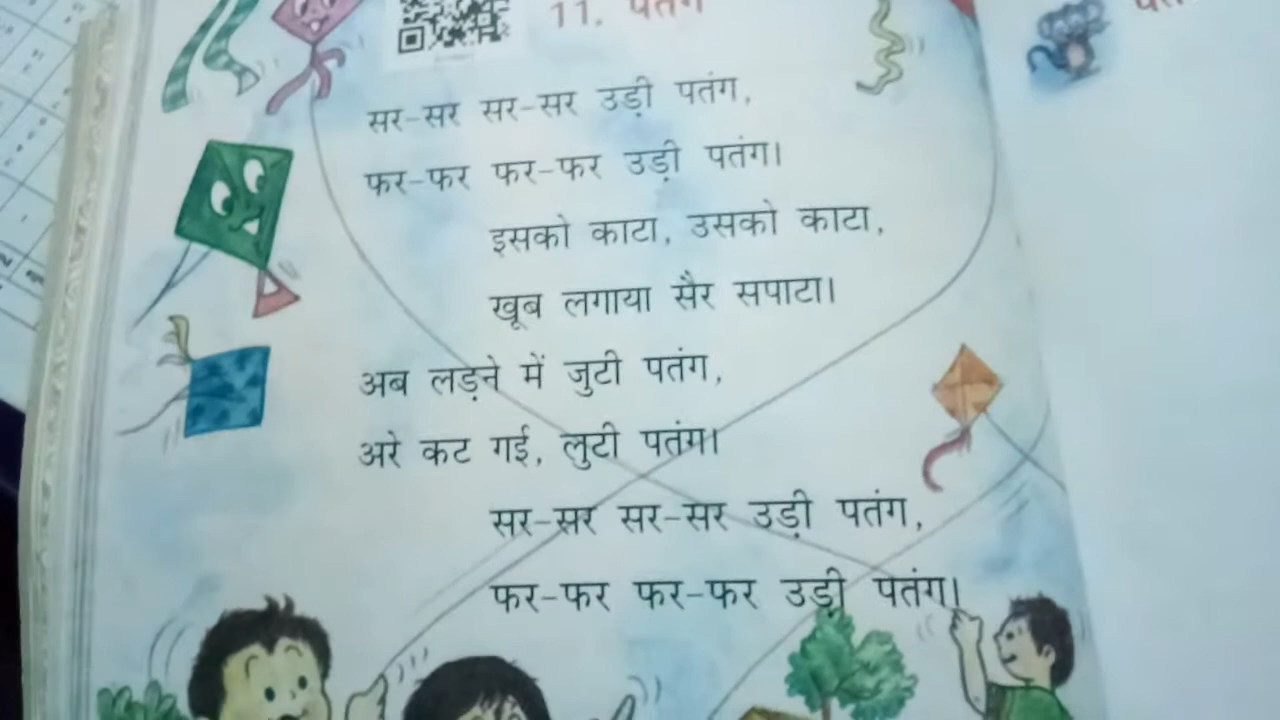 11. पतंग
सर-सर सर-सर उड़ी पतंग,
फर-फर फर-फर उड़ी पतंग।
इसको काटा, उसको काटा,
खूब लगाया सैर सपाटा।
अब लड़ने में जुटी पतंग,
अरे कट गई, लुटी पतंग।
सर-सर सर-सर उड़ी पतंग,
फर-फर फर-फर उड़ी पतंग।